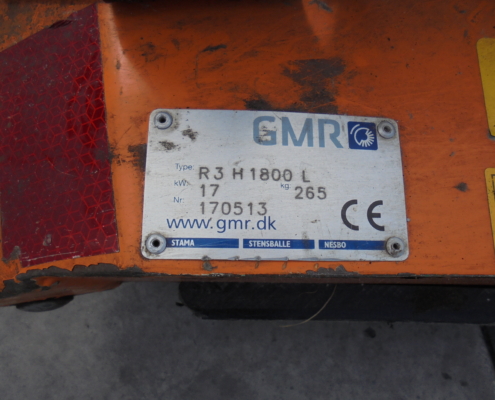 GMR
Type R3 H1800 L
kW 17 kg 265
Nr. 170513
www.gmr.dk
CE
STAMA STENSBALLE NESBO